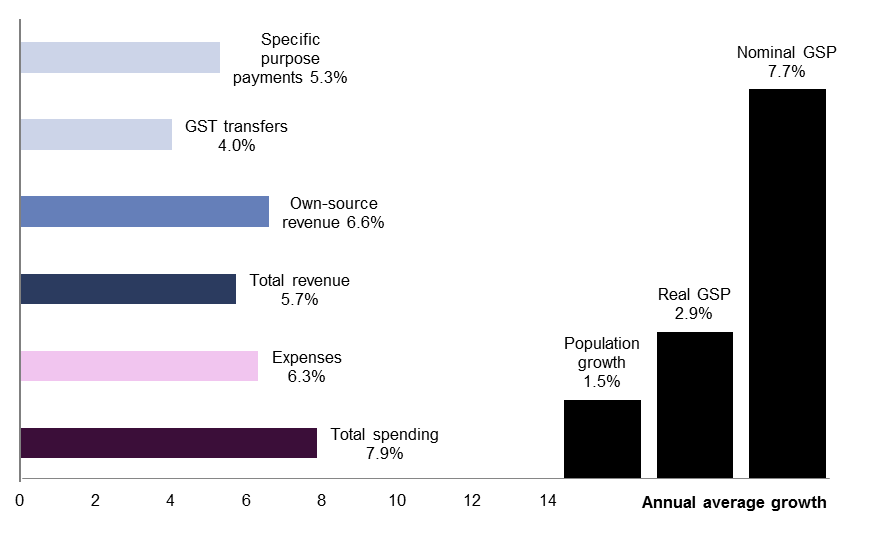 Specific
purpose
payments 5.3%
GST transfers
4.0%
Own-source
revenue 6.6%
Total revenue
5.7%
Expenses
6.3%
Total spending
7.9%
Nominal GSP
7.7%
Real GSP
2.9%
Population
growth
1.5%
0 2 4 6 8 10 12 14
Annual average growth